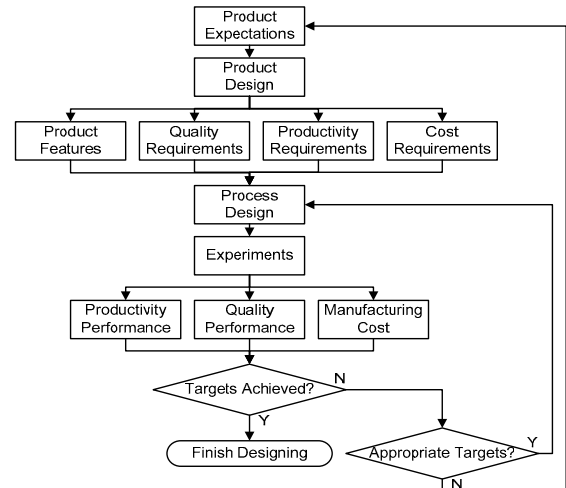 Product
Expectations
Product
Design
Product
Features
Quality
Requirements
Productivity
Requirements
Cost
Requirements
Process
Design
Experiments
Productivity
Performance
Quality
Performance
Manufacturing
Cost
Targets Achieved?
N
Y
Finish Designing
Appropriate Targets?
Y
N